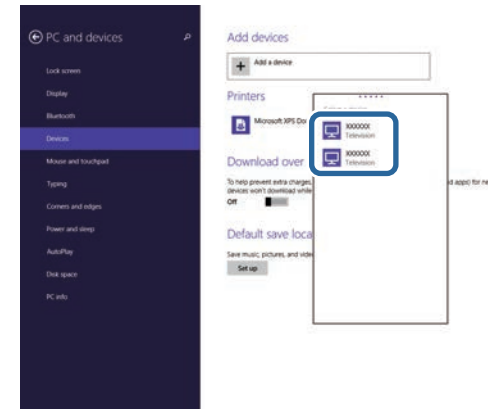 PC and devices
Lock screen
Display
Bluetooth
Devices
Mouse and touchpad
Typing
Corners and edges
Power and sleep
AutoPlay
Disk space
PC info
Add devices
Add a device
Printers
Microsoft XPS Doc
XXXXXX
Television
XXXXXX
Television
Download over
To help prevent extra charges,
d apps) for ne
devices won't download while
Off
Default save loca
Save music, pictures, and vide
Set up